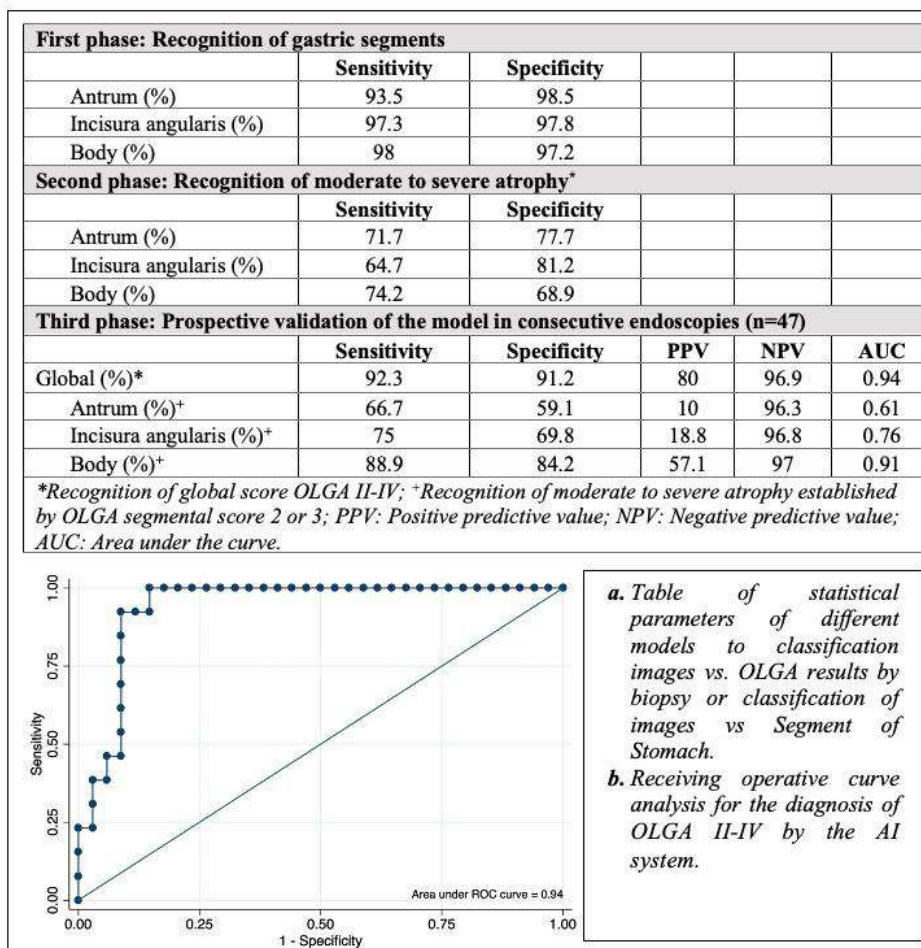 First phase: Recognition of gastric segments
Sensitivity Specificity
Antrum (%) 93.5 98.5
Incisura angularis (%) 97.3 97.8
Body (%) 98 97.2
Second phase: Recognition of moderate to severe atrophy*
Sensitivity Specificity
Antrum (%) 71.7 77.7
Incisura angularis (%) 64.7 81.2
Body (%) 74.2 68.9
Third phase: Prospective validation of the model in consecutive endoscopies (n=47)
Sensitivity Specificity PPV NPV AUC
Global (%)* 92.3 91.2 80 96.9 0.94
Antrum (%)+ 66.7 59.1 10 96.3 0.61
Incisura angularis (%)+ 75 69.8 18.8 96.8 0.76
Body (%)+ 88.9 84.2 57.1 97 0.91
*Recognition of global score OLGA II-IV; +Recognition of moderate to severe atrophy established
by OLGA segmental score 2 or 3; PPV: Positive predictive value; NPV: Negative predictive value;
AUC: Area under the curve.
Sensitivity
1.00
0.75
0.50
0.25
0.00
Area under ROC curve = 0.94
0.00 0.25 0.50 0.75 1.00
1 - Specificity
a. Table of statistical
parameters of different
models to classification
images vs. OLGA results by
biopsy or classification of
images vs Segment of
Stomach.
b. Receiving operative curve
analysis for the diagnosis of
OLGA II-IV by the AI
system.